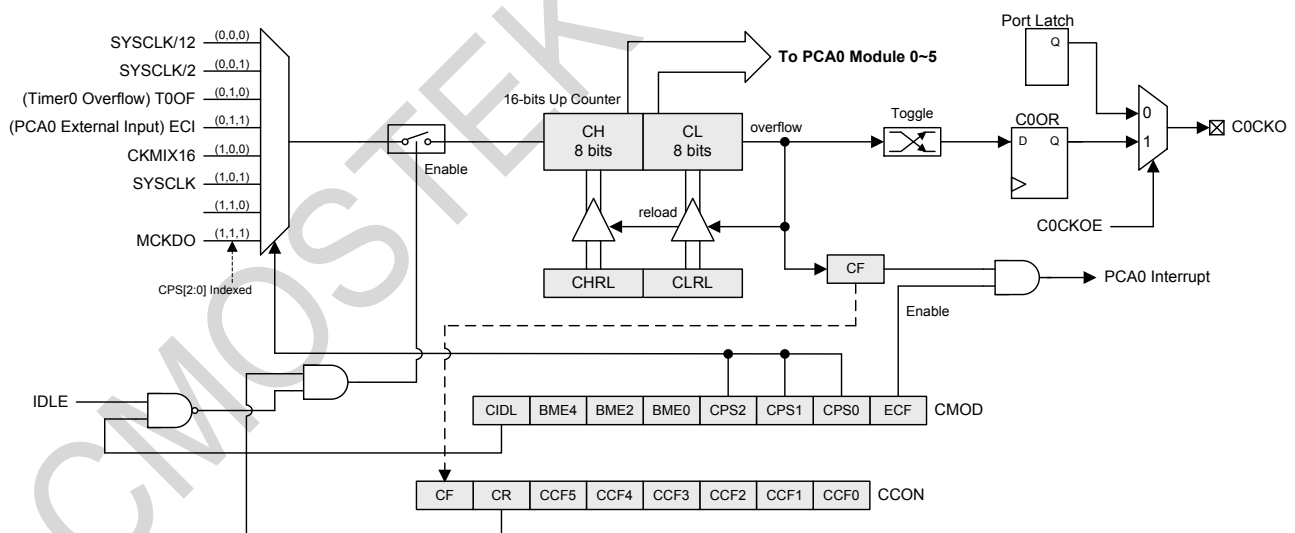 Port Latch
Q
SYSCLK/12 (0,0,0)
SYSCLK/2 (0,0,1)
To PCA0 Module 0~5
(Timer0 Overflow) T0OF (0,1,0)
16-bits Up Counter
Toggle
C0OR
0
(PCA0 External Input) ECI (0,1,1)
CH
8 bits
CL
8 bits
overflow
D Q
1
C0CKO
CKMIX16 (1,0,0)
Enable
SYSCLK (1,0,1)
(1,1,0)
reload
C0CKOE
MCKDO (1,1,1)
CF
PCA0 Interrupt
CPS[2:0] Indexed
CHRL CLRL
Enable
IDLE
CIDL BME4 BME2 BME0 CPS2 CPS1 CPS0 ECF CMOD
CF CR CCF5 CCF4 CCF3 CCF2 CCF1 CCF0 CCON
CMOSTEK